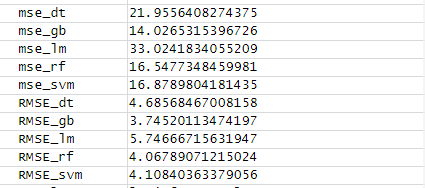 mse_dt 21.9556408274375
mse_gb 14.0265315396726
mse_lm 33.0241834055209
mse_rf 16.5477348459981
mse_svm 16.8789804181435
RMSE_dt 4.68568467008158
RMSE_gb 3.74520113474197
RMSE_lm 5.74666715631947
RMSE_rf 4.06789071215024
RMSE_svm 4.10840363379056